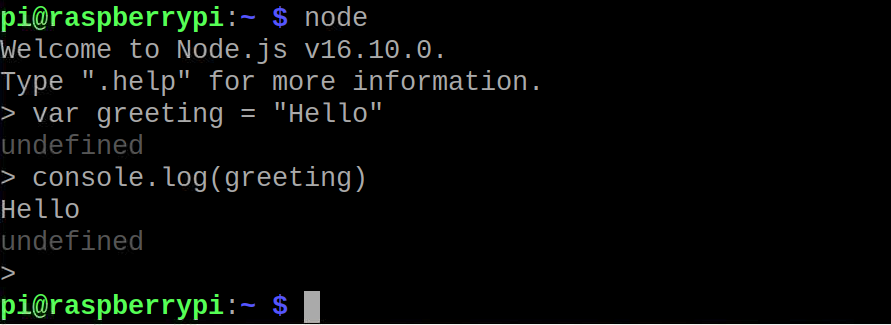 pi@raspberrypi:~ $ node
Welcome to Node.js v16.10.0.
Type ".help" for more information.
> var greeting = "Hello"
undefined
> console.log(greeting)
Hello
undefined
>
pi@raspberrypi:~ $